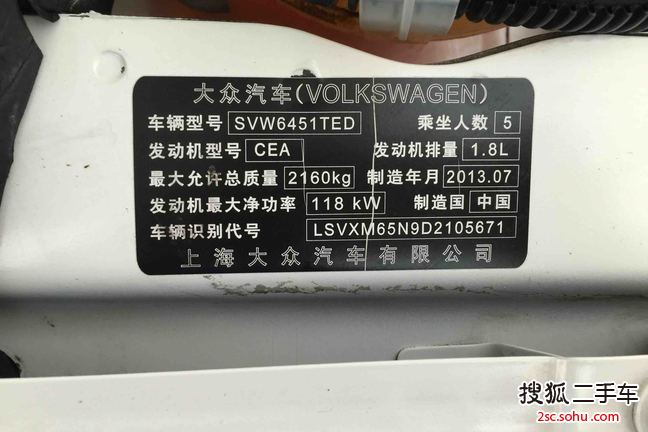 大众汽车(VOLKSWAGEN)
车辆型号 SVW6451TED 乘坐人数 5
发动机型号 CEA 发动机排量 1.8L
最大允许总质量 2160kg 制造年月 2013.07
发动机最大净功率 118 kW 制造国 中国
车辆识别代号 LSVXM65N9D2105671
上海大众汽车有限公司
搜狐二手车
2sc.sohu.com